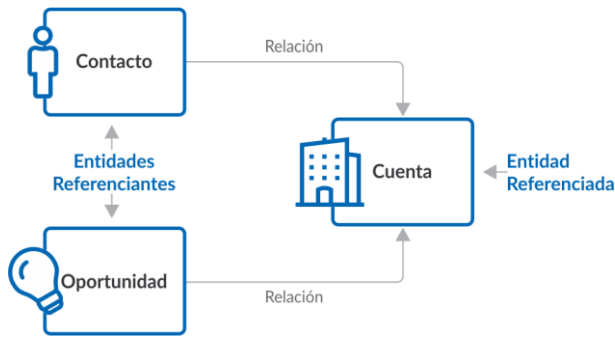 Contacto
Relación
Entidades
Referenciantes
Cuenta
Entidad
Referenciada
Oportunidad
Relación